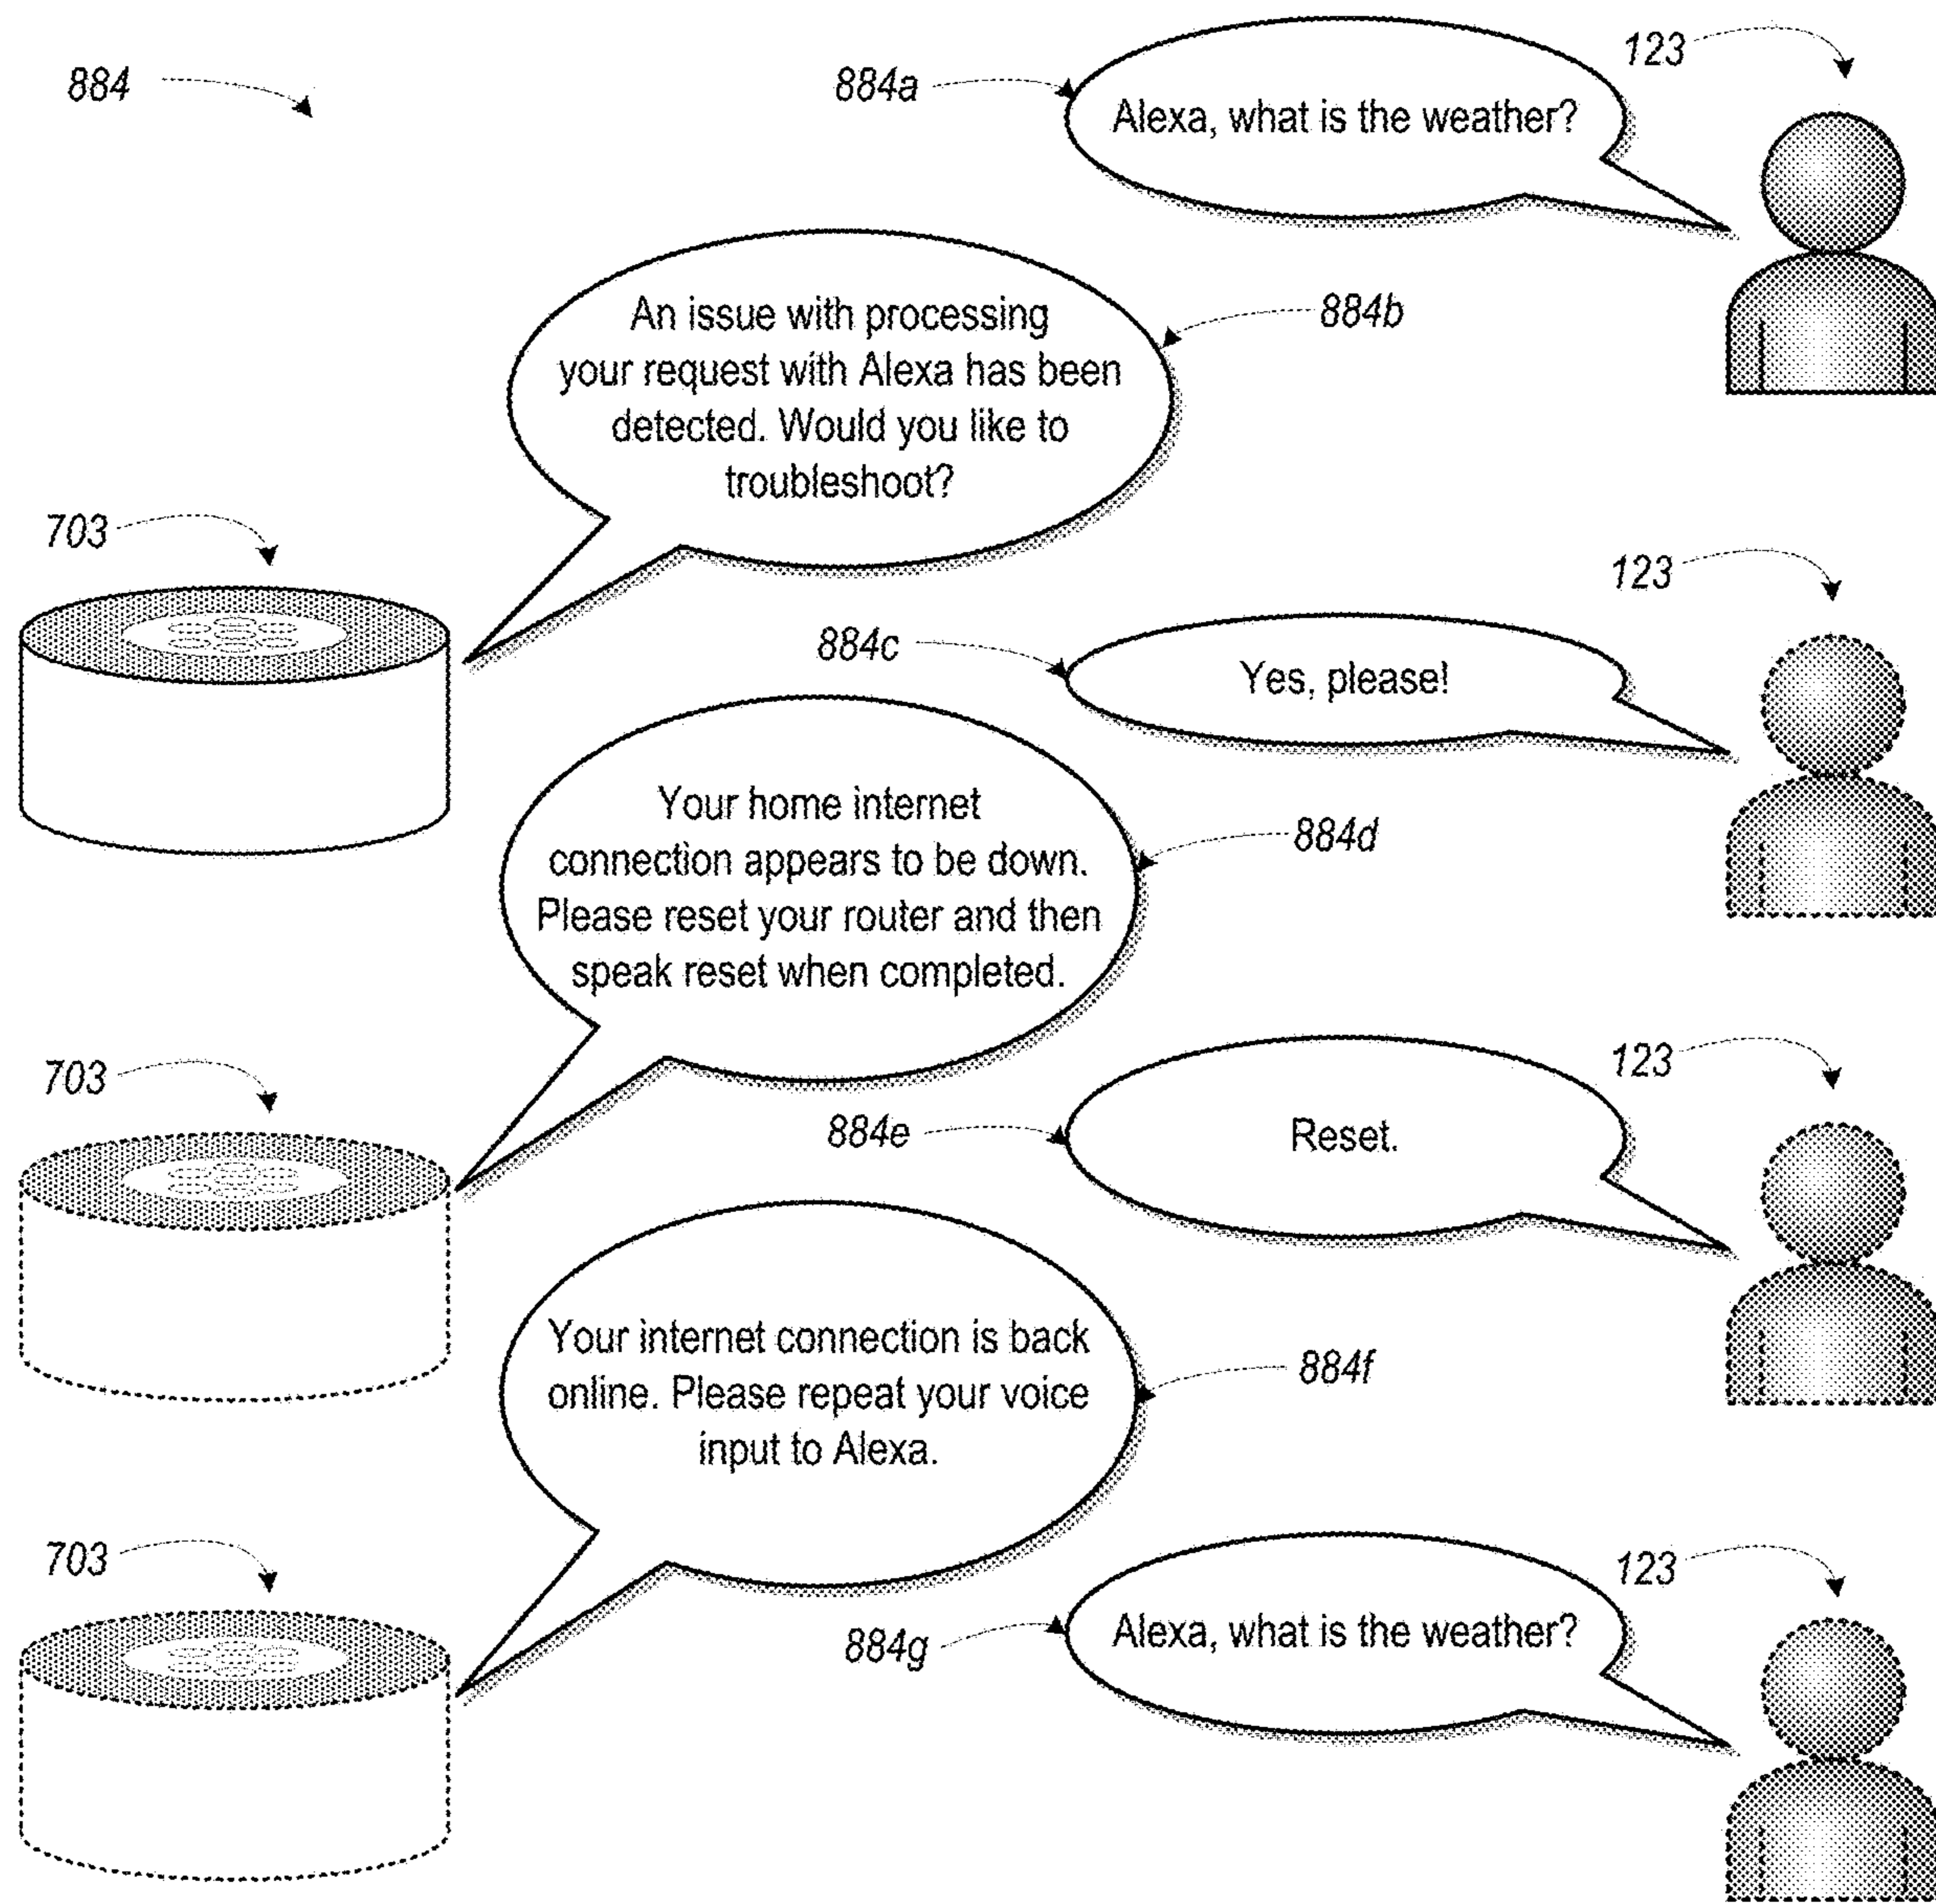 884
884a
Alexa, what is the weather?
123
An issue with processing
your request with Alexa has been
detected. Would you like to
troubleshoot?
884b
703
123
884c
Yes, please!
Your home internet
connection appears to be down.
Please reset your router and then
speak reset when completed.
884d
703
123
884e
Reset.
Your internet connection is back
online. Please repeat your voice
input to Alexa.
884f
703
123
884g
Alexa, what is the weather?